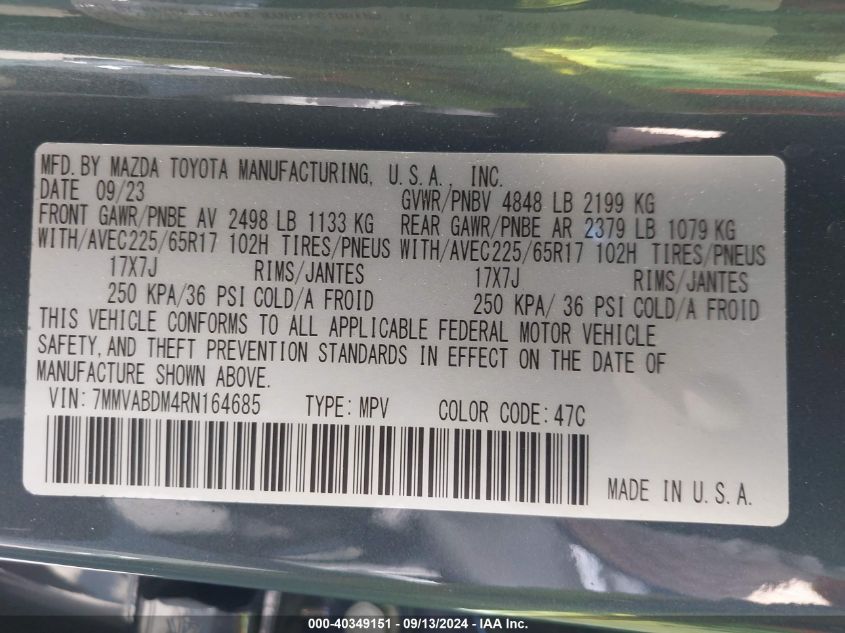 MFD. BY MAZDA TOYOTA MANUFACTURING, U.S.A., INC.
DATE 09/23 GVWR/PNBV 4848 LB 2199 KG
FRONT GAWR/PNBE AV 2498 LB 1133 KG REAR GAWR/PNBE AR 2379 LB 1079 KG
WITH/AVEC225/65R17 102H TIRES/PNEUS WITH/AVEC225/65R17 102H TIRES/PNEUS
17X7J RIMS/JANTES 17X7J RIMS/JANTES
250 KPA/36 PSI COLD/A FROID 250 KPA/ 36 PSI COLD/A FROID
THIS VEHICLE CONFORMS TO ALL APPLICABLE FEDERAL MOTOR VEHICLE
SAFETY, AND THEFT PREVENTION STANDARDS IN EFFECT ON THE DATE OF
MANUFACTURE SHOWN ABOVE.
VIN: 7MMVABDM4RN164685 TYPE: MPV COLOR CODE: 47C
MADE IN U.S.A.
000-40349151 - 09/13/2024 - IAA Inc.